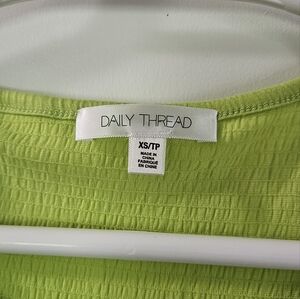 DAILY THREAD
XS/TP
MADE IN
CHINA
FABRIQUÉ
EN CHINE